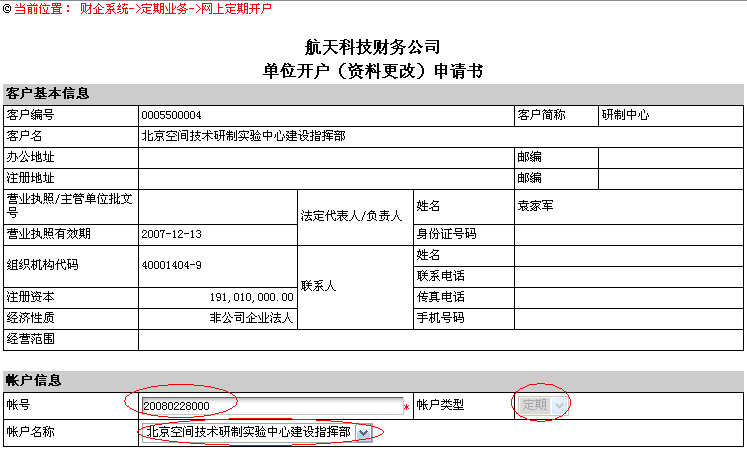 © 当前位置： 财企系统->定期业务->网上定期开户
航天科技财务公司
单位开户（资料更改）申请书
客户基本信息
客户编号 0005500004 客户简称 研制中心
客户名 北京空间技术研制实验中心建设指挥部
办公地址 邮编
注册地址 邮编
营业执照/主管单位批文号 法定代表人/负责人 姓名 袁家军
营业执照有效期 2007-12-13 身份证号码
组织机构代码 40001404-9 联系人 姓名
联系电话
注册资本 191,010,000.00 传真电话
经济性质 非公司企业法人 手机号码
经营范围
帐户信息
帐号 20080228000 * 帐户类型 定期
帐户名称 北京空间技术研制实验中心建设指挥部